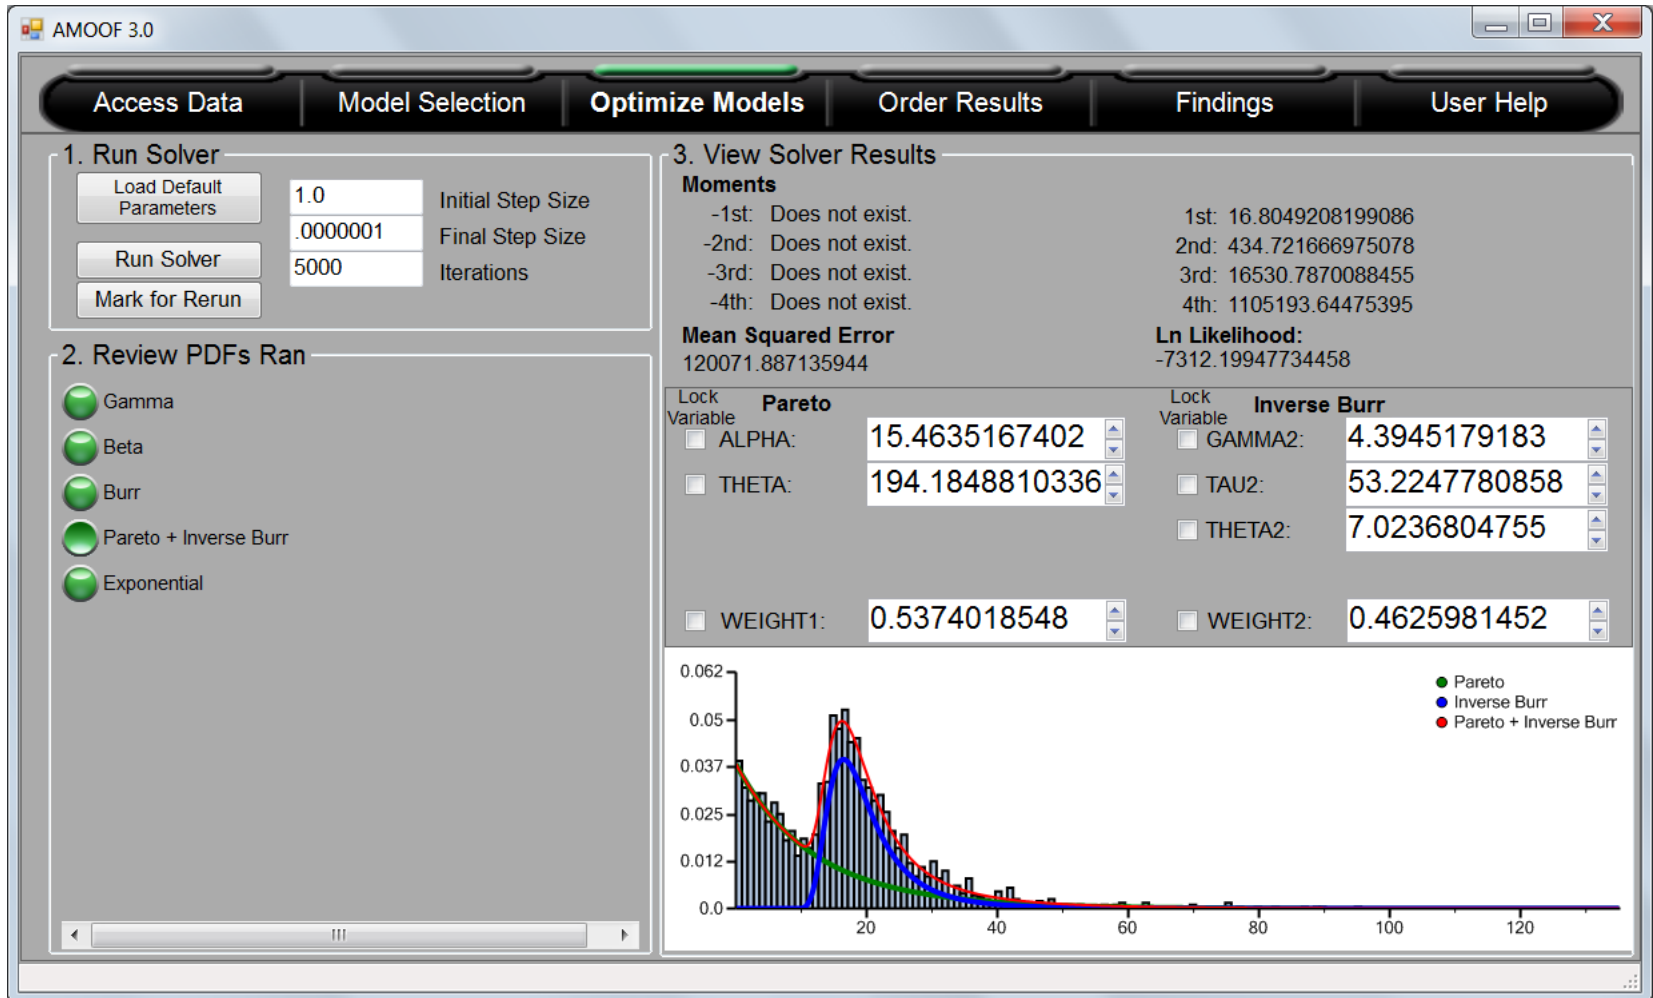 AMOOF 3.0
Access Data
Model Selection
Optimize Models
Order Results
Findings
User Help
1. Run Solver
Load Default
Parameters
1.0 Initial Step Size
.0000001 Final Step Size
Run Solver
5000 Iterations
Mark for Rerun
2. Review PDFs Ran
Gamma
Beta
Burr
Pareto + Inverse Burr
Exponential
3. View Solver Results
Moments
-1st: Does not exist.
-2nd: Does not exist.
-3rd: Does not exist.
-4th: Does not exist.
1st: 16.8049208199086
2nd: 434.721666975078
3rd: 16530.7870088455
4th: 1105193.64475395
Mean Squared Error
120071.887135944
Ln Likelihood:
-7312.19947734458
Lock
Variable
Pareto
ALPHA: 15.4635167402
THETA: 194.1848810336
WEIGHT1: 0.5374018548
Lock
Variable
Inverse Burr
GAMMA2: 4.3945179183
TAU2: 53.2247780858
THETA2: 7.0236804755
WEIGHT2: 0.4625981452
0.062
0.05
0.037
0.025
0.012
0.0
20 40 60 80 100 120
Pareto
Inverse Burr
Pareto + Inverse Burr